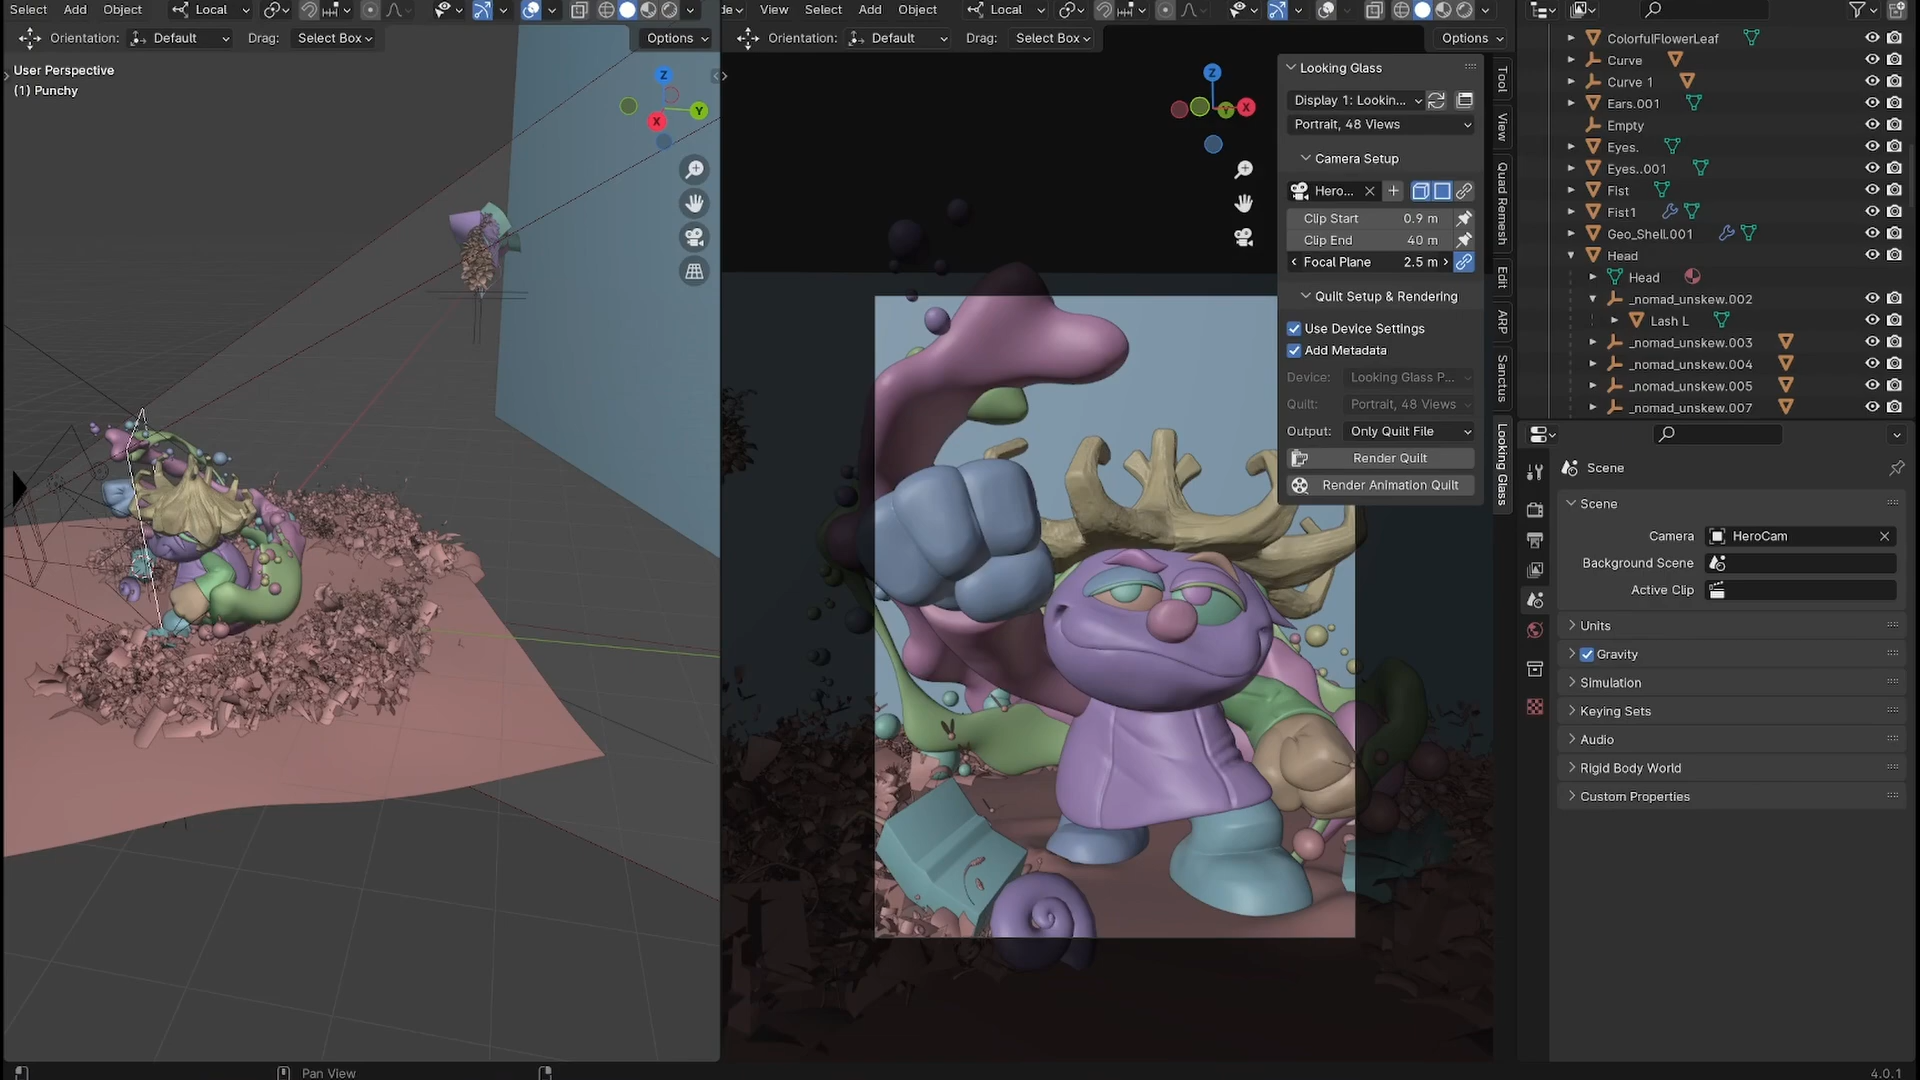 Select Add Object Local
Orientation: Default Drag: Select Box Options
User Perspective
(1) Punchy
Z
Y
X
View Select Add Object Local
Orientation: Default Drag: Select Box Options
Z
Y
X
Looking Glass
Display 1: Lookin...
Portrait, 48 Views
Camera Setup
Hero...
Clip Start 0.9 m
Clip End 40 m
Focal Plane 2.5 m
Quilt Setup & Rendering
Use Device Settings
Add Metadata
Device: Looking Glass P...
Quilt: Portrait, 48 Views
Output: Only Quilt File
Render Quilt
Render Animation Quilt
Tool
View
Quad Remesh
Edit
ARP
Sanctus
Looking Glass
ColorfulFlowerLeaf
Curve
Curve 1
Ears.001
Empty
Eyes.
Eyes..001
Fist
Fist1
Geo_Shell.001
Head
Head
_nomad_unskew.002
Lash L
_nomad_unskew.003
_nomad_unskew.004
_nomad_unskew.005
_nomad_unskew.007
Scene
Scene
Camera HeroCam
Background Scene
Active Clip
Units
Gravity
Simulation
Keying Sets
Audio
Rigid Body World
Custom Properties
Pan View
4.0.1